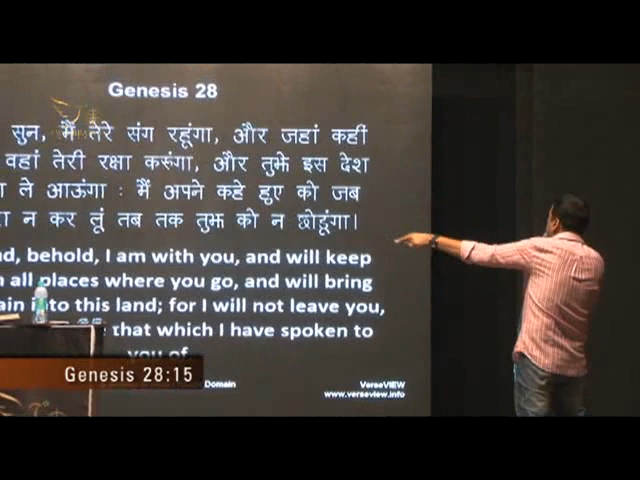 Genesis 28
सुन, मैं तेरे संग रहूंगा, और जहां कहीं
वहां तेरी रक्षा करूंगा, और तुझे इस देश
ले आऊंगा : मैं अपने कहे हुए को जब
न कर लूं तब तक तुझ को न छोडूंगा।
behold, I am with you, and will keep
all places where you go, and will bring
this land; for I will not leave you,
that which I have spoken to
you of
Genesis 28:15
Domain
VerseVIEW
www.verseview.info